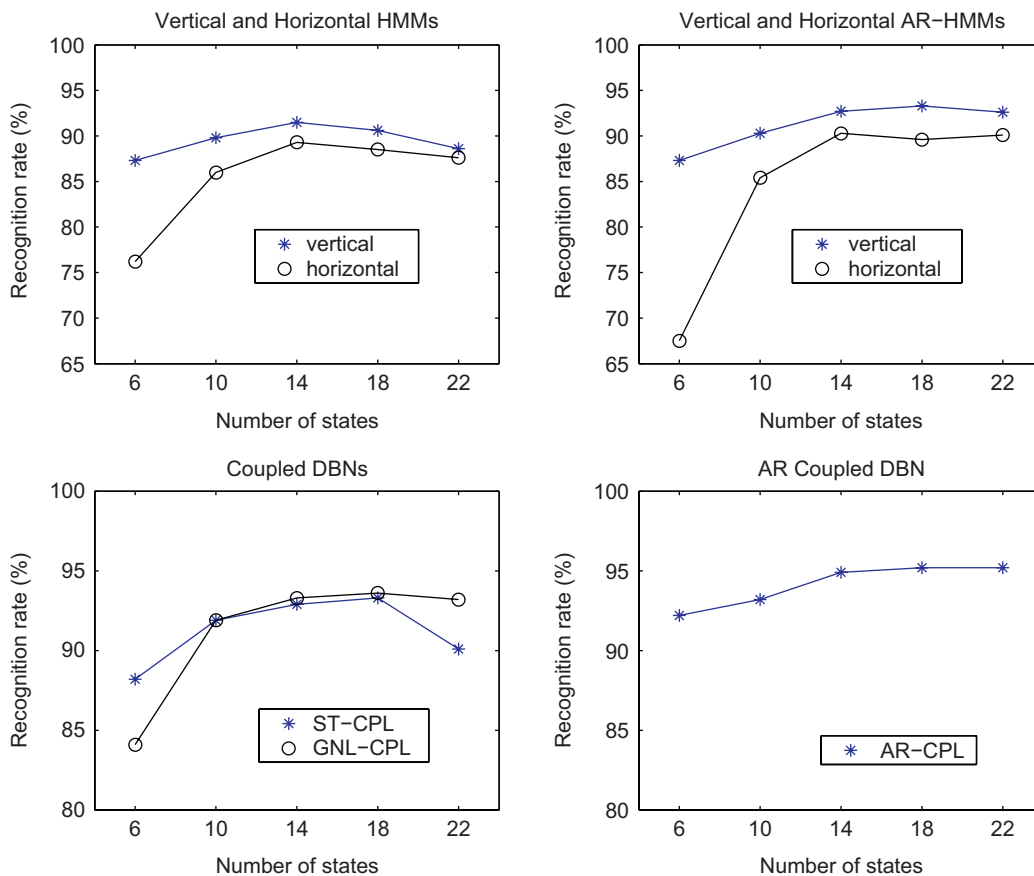 Vertical and Horizontal HMMs
100
95
90
85
80
75
70
65
Recognition rate (%)
vertical
horizontal
6 10 14 18 22
Number of states
Vertical and Horizontal AR−HMMs
100
95
90
85
80
75
70
65
Recognition rate (%)
vertical
horizontal
6 10 14 18 22
Number of states
Coupled DBNs
100
95
90
85
80
Recognition rate (%)
ST−CPL
GNL−CPL
6 10 14 18 22
Number of states
AR Coupled DBN
100
95
90
85
80
Recognition rate (%)
AR−CPL
6 10 14 18 22
Number of states